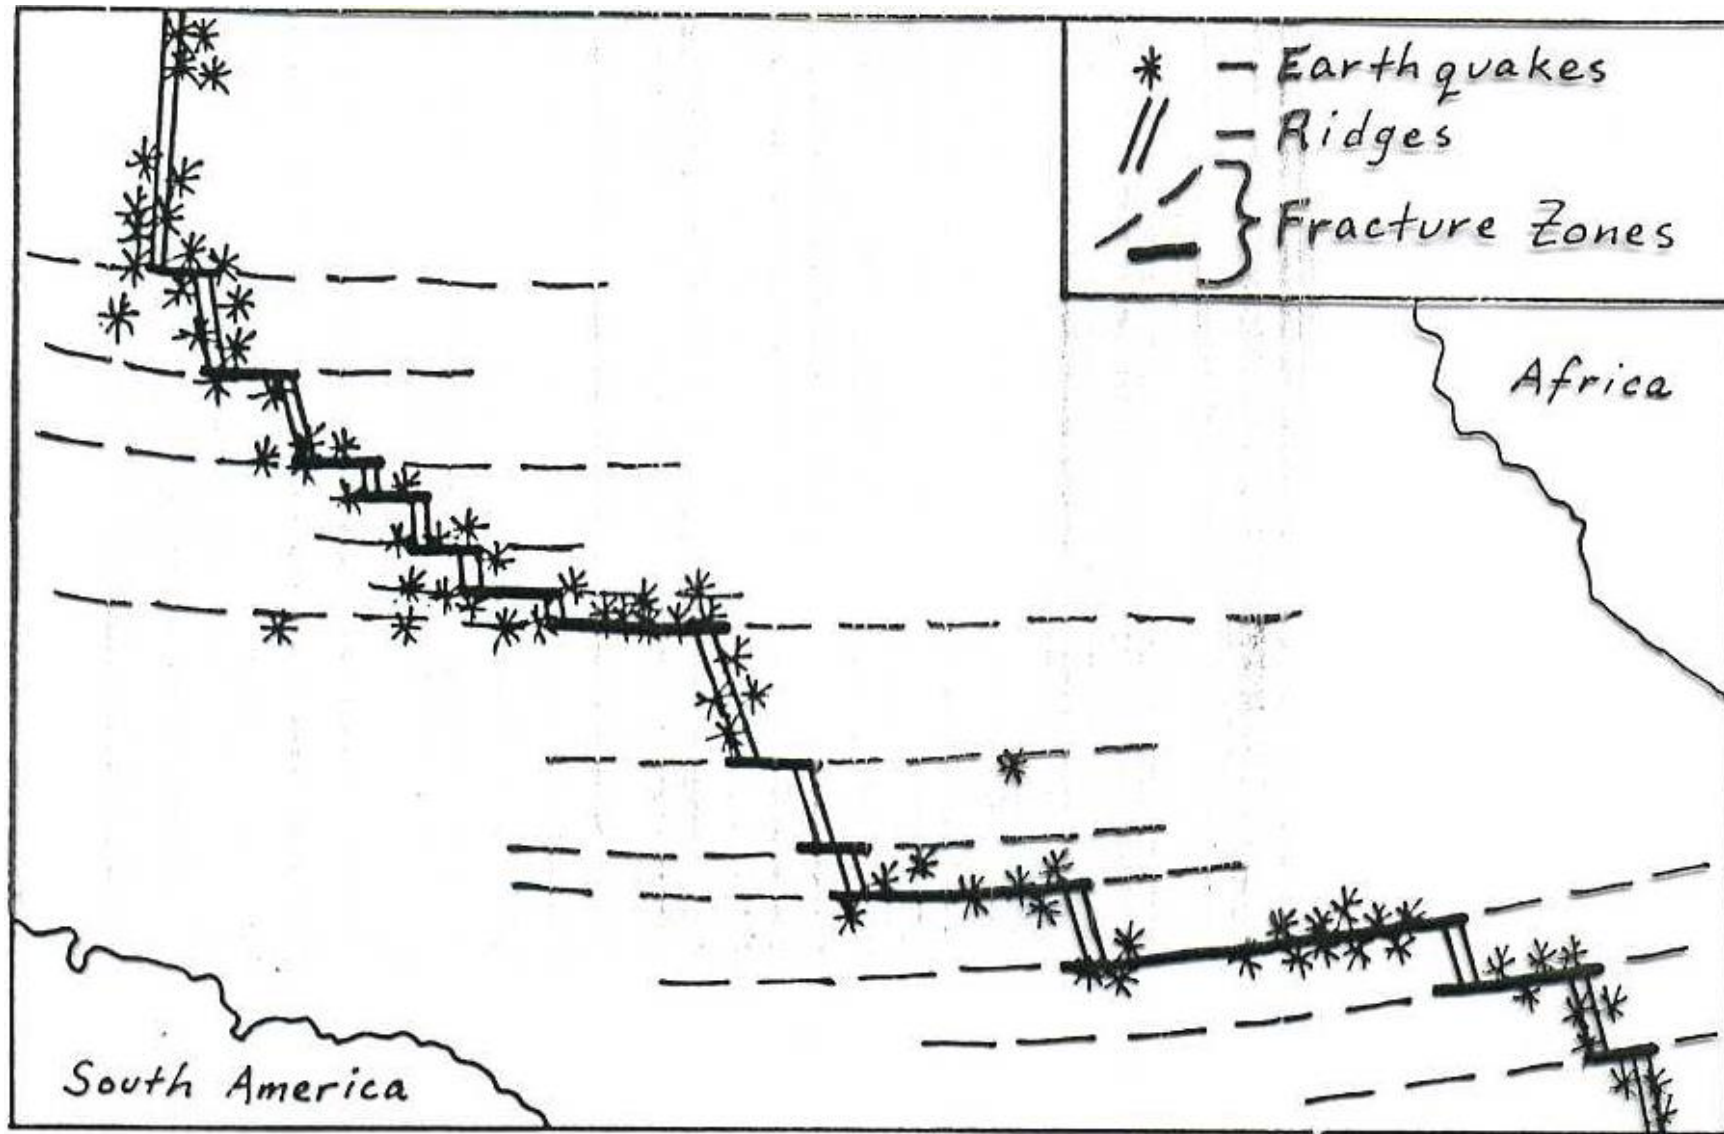 — Earthquakes
— Ridges
Fracture Zones
Africa
South America